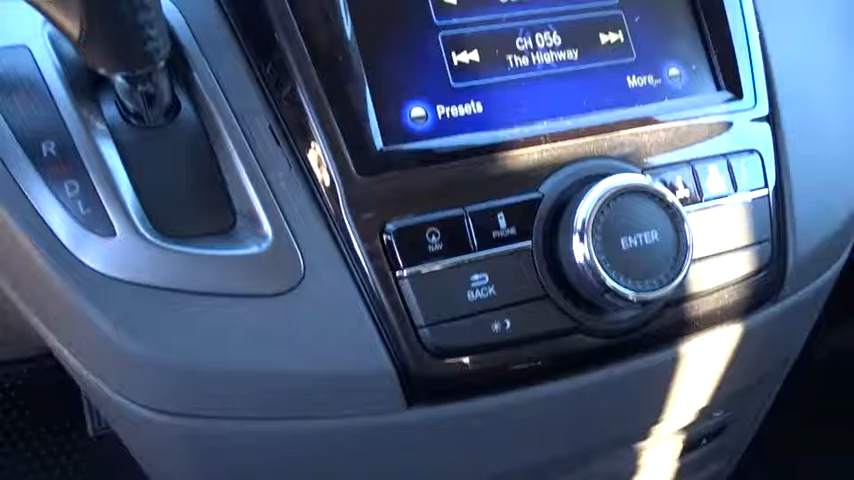 CH 056
The Highway
More...
Presets
R
D
L
NAV
PHONE
ENTER
BACK